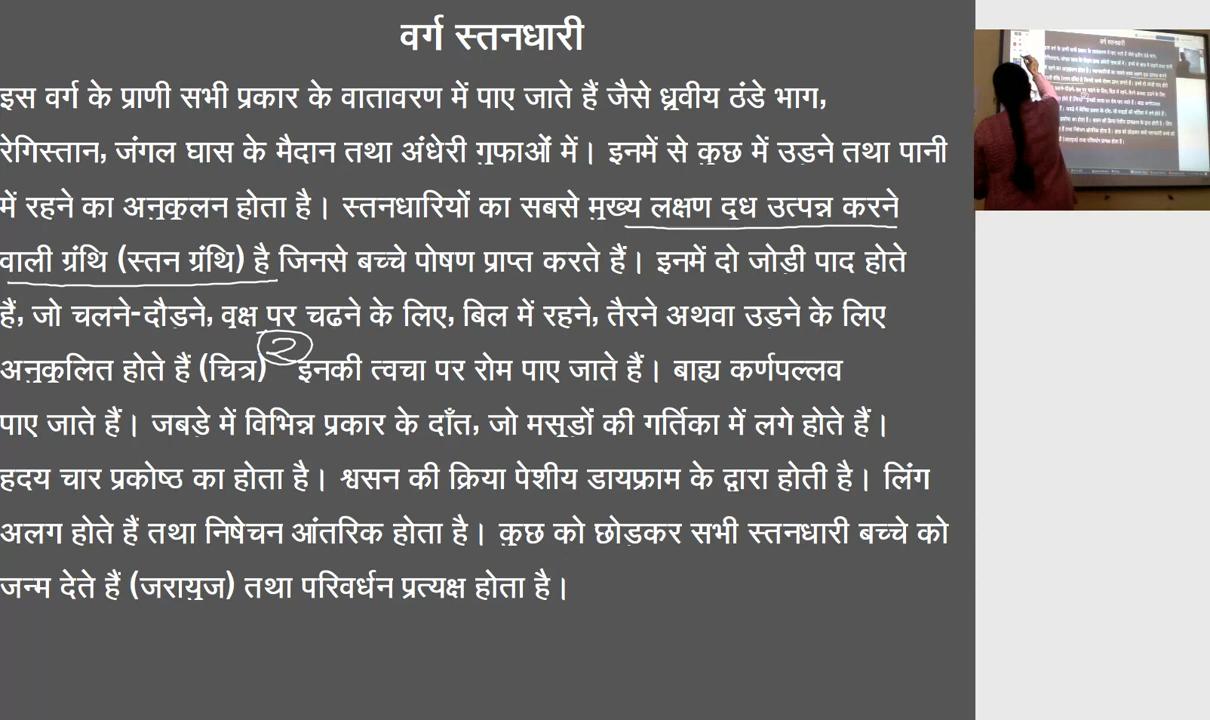 वर्ग स्तनधारी
इस वर्ग के प्राणी सभी प्रकार के वातावरण में पाए जाते हैं जैसे ध्रुवीय ठंडे भाग,
रेगिस्तान, जंगल घास के मैदान तथा अंधेरी गुफाओं में। इनमें से कुछ में उड़ने तथा पानी
में रहने का अनुकूलन होता है। स्तनधारियों का सबसे मुख्य लक्षण दूध उत्पन्न करने
वाली ग्रंथि (स्तन ग्रंथि) है जिनसे बच्चे पोषण प्राप्त करते हैं। इनमें दो जोड़ी पाद होते
हैं, जो चलने-दौड़ने, वृक्ष पर चढने के लिए, बिल में रहने, तैरने अथवा उड़ने के लिए
अनुकूलित होते हैं (चित्र) 2 इनकी त्वचा पर रोम पाए जाते हैं। बाह्य कर्णपल्लव
पाए जाते हैं। जबड़े में विभिन्न प्रकार के दाँत, जो मसूड़ों की गर्तिका में लगे होते हैं।
हृदय चार प्रकोष्ठ का होता है। श्वसन की क्रिया पेशीय डायफ्राम के द्वारा होती है। लिंग
अलग होते हैं तथा निषेचन आंतरिक होता है। कुछ को छोड़कर सभी स्तनधारी बच्चे को
जन्म देते हैं (जरायुज) तथा परिवर्धन प्रत्यक्ष होता है।